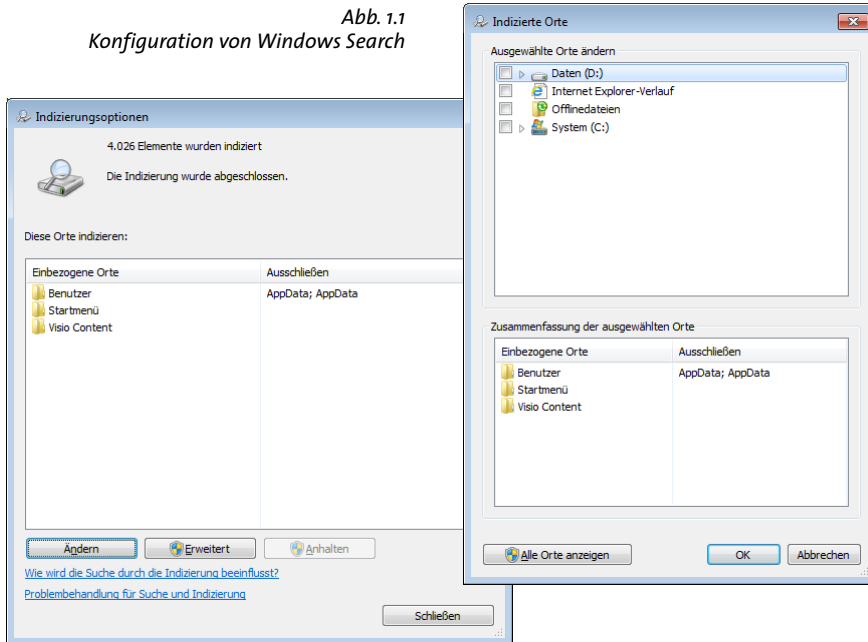 Abb. 1.1
Konfiguration von Windows Search
Indizierungsoptionen
4.026 Elemente wurden indiziert
Die Indizierung wurde abgeschlossen.
Diese Orte indizieren:
Einbezogene Orte Ausschließen
Benutzer AppData; AppData
Startmenü
Visio Content
Ändern Erweitert Anhalten
Wie wird die Suche durch die Indizierung beeinflusst?
Problembehandlung für Suche und Indizierung
Schließen
Indizierte Orte
Ausgewählte Orte ändern
Daten (D:)
Internet Explorer-Verlauf
Offlinedateien
System (C:)
Zusammenfassung der ausgewählten Orte
Einbezogene Orte Ausschließen
Benutzer AppData; AppData
Startmenü
Visio Content
Alle Orte anzeigen OK Abbrechen